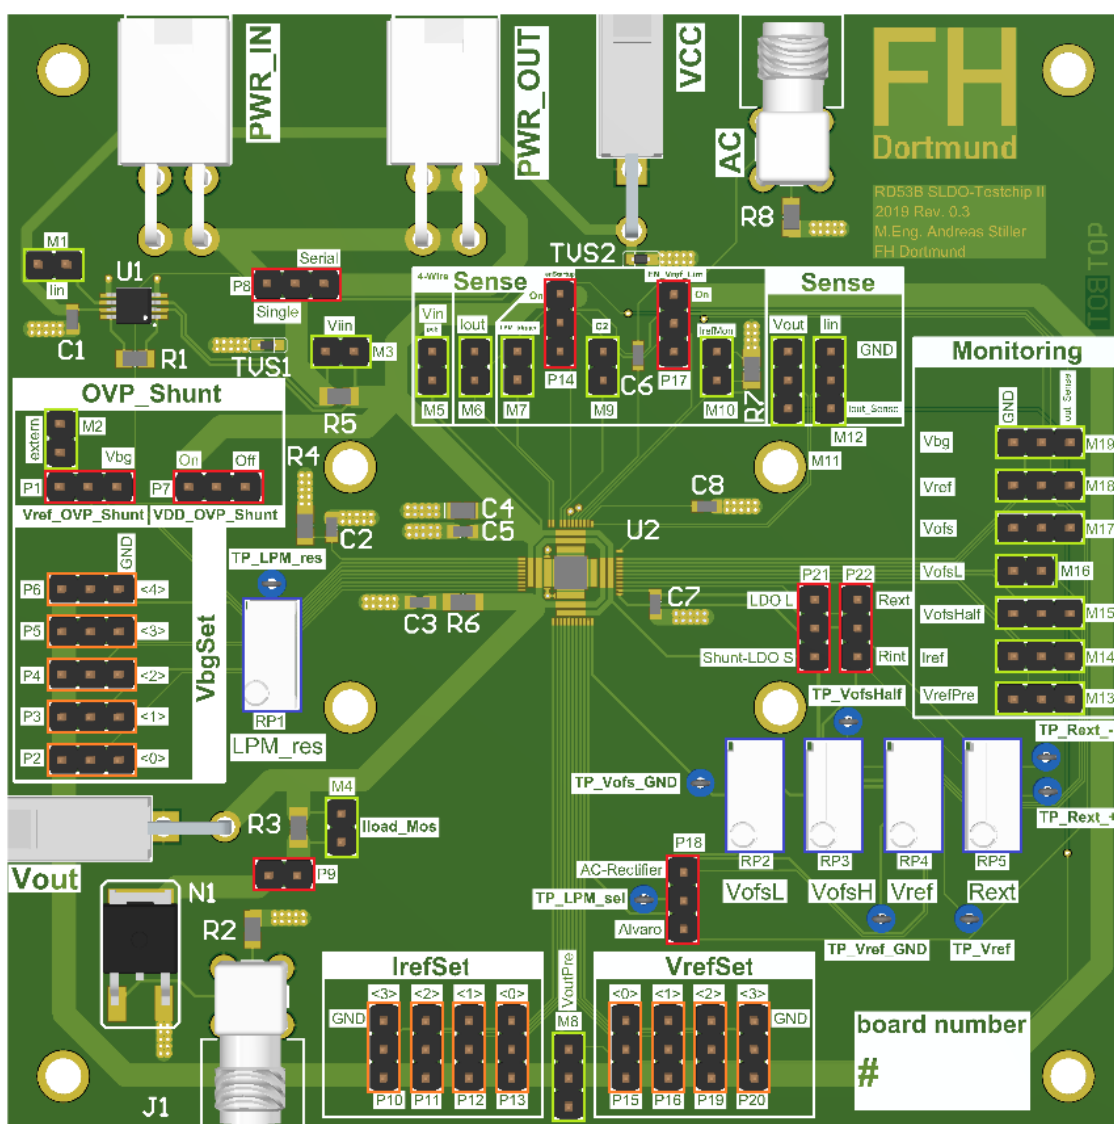 PWR_IN
PWR_OUT
VCC
AC
FH
Dortmund
RD53B SLDO-Testchip II
2019 Rev. 0.3
M.Eng. Andreas Stiller
FH Dortmund
TOP
BOT
R8
M1
Iin
U1
C1
R1
P8
Serial
Single
TVS1
TVS2
Viin
M3
R5
4-Wire
Sense
Vin
M5
Iout
M6
M7
On
P14
C2
M9
C6
EN_Vref_Lim
On
P17
IrefMon
M10
R7
Sense
Vout
Iin
GND
Iout_Sense
M12
M11
Monitoring
GND
Vbg
M19
Vref
M18
Vofs
M17
VofsL
M16
VofsHalf
M15
Iref
M14
VrefPre
M13
OVP_Shunt
extern
M2
Vbg
On
Off
P1
P7
Vref_OVP_Shunt
VDD_OVP_Shunt
R4
C2
C4
C5
C8
U2
TP_LPM_res
GND
P6
<4>
P5
<3>
P4
<2>
P3
<1>
P2
<0>
VbgSet
RP1
LPM_res
C3
R6
C7
P21
P22
LDO L
Rext
Shunt-LDO S
Rint
TP_VofsHalf
TP_Rext_-
TP_Vofs_GND
TP_Rext_+
RP2
RP3
RP4
RP5
VofsL
VofsH
Vref
Rext
M4
R3
Iload_Mos
P9
Vout
N1
R2
P18
AC-Rectifier
TP_LPM_sel
Alvaro
TP_Vref_GND
TP_Vref
IrefSet
<3>
<2>
<1>
<0>
GND
P10
P11
P12
P13
VoutPre
M8
VrefSet
<0>
<1>
<2>
<3>
GND
P15
P16
P19
P20
board number
#
J1